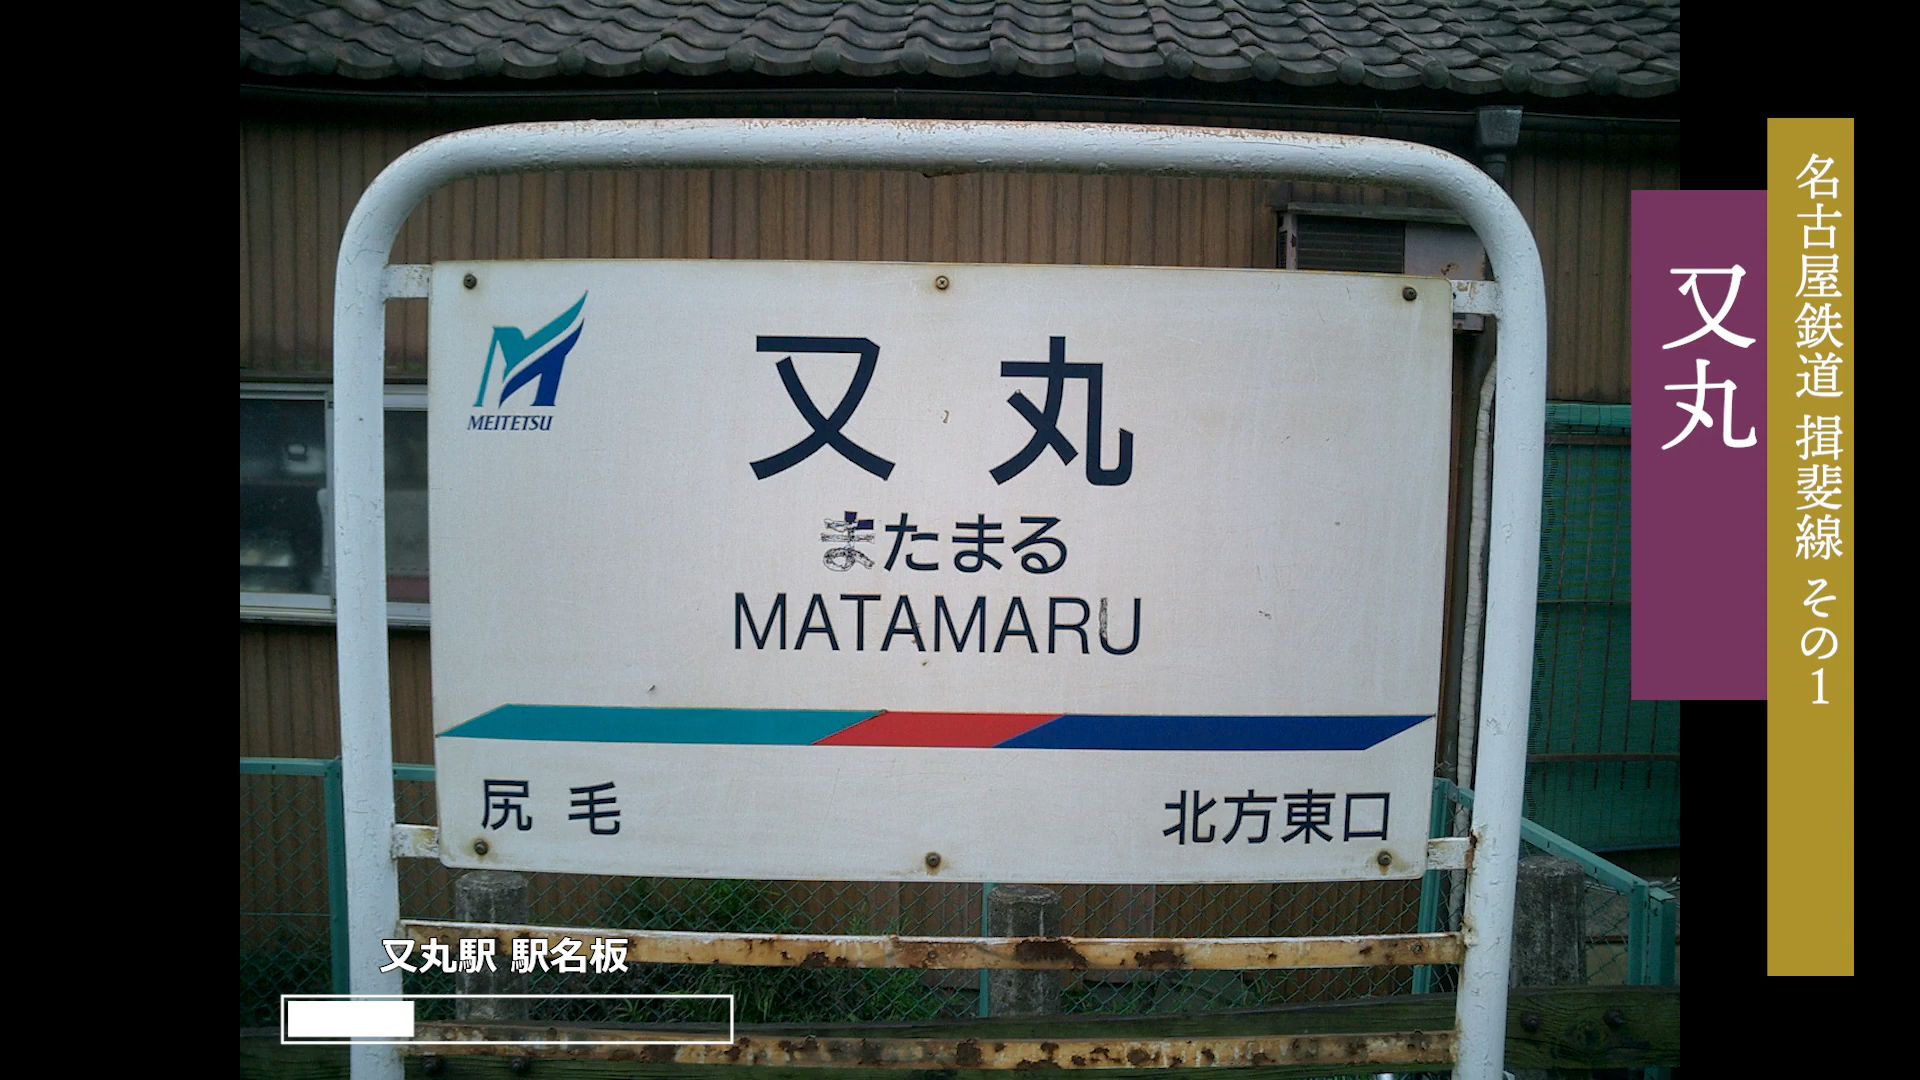 名古屋鉄道 揖斐線 その1
又丸
MEITETSU
又丸
またまる
MATAMARU
尻毛
北方東口
又丸駅 駅名板